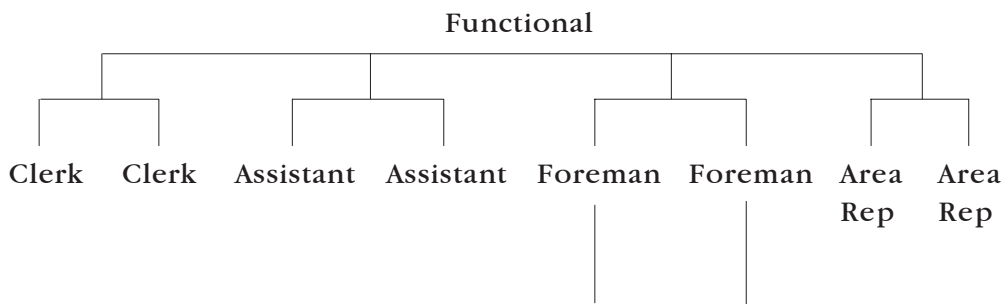 Functional
Clerk Clerk Assistant Assistant Foreman Foreman Area Area
Rep Rep